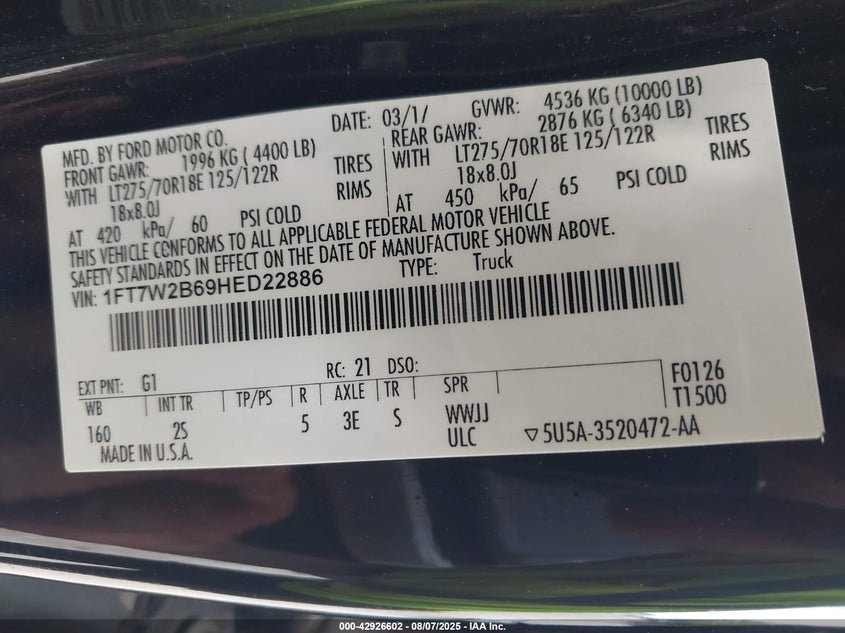 MFD. BY FORD MOTOR CO.
DATE: 03/17
GVWR: 4536 KG (10000 LB)
FRONT GAWR: 1996 KG ( 4400 LB)
REAR GAWR: 2876 KG ( 6340 LB)
WITH LT275/70R18E 125/122R TIRES
WITH LT275/70R18E 125/122R TIRES
18x8.0J RIMS
18x8.0J RIMS
AT 420 kPa/ 60 PSI COLD
AT 450 kPa/ 65 PSI COLD
THIS VEHICLE CONFORMS TO ALL APPLICABLE FEDERAL MOTOR VEHICLE
SAFETY STANDARDS IN EFFECT ON THE DATE OF MANUFACTURE SHOWN ABOVE.
VIN: 1FT7W2B69HED22886
TYPE: Truck
EXT PNT: G1 RC: 21 DSO:
WB INT TR TP/PS R AXLE TR SPR
F0126
T1500
160 2S 5 3E S WWJJ
ULC
MADE IN U.S.A.
▽5U5A-3520472-AA
000-42926602 - 08/07/2025 - IAA Inc.